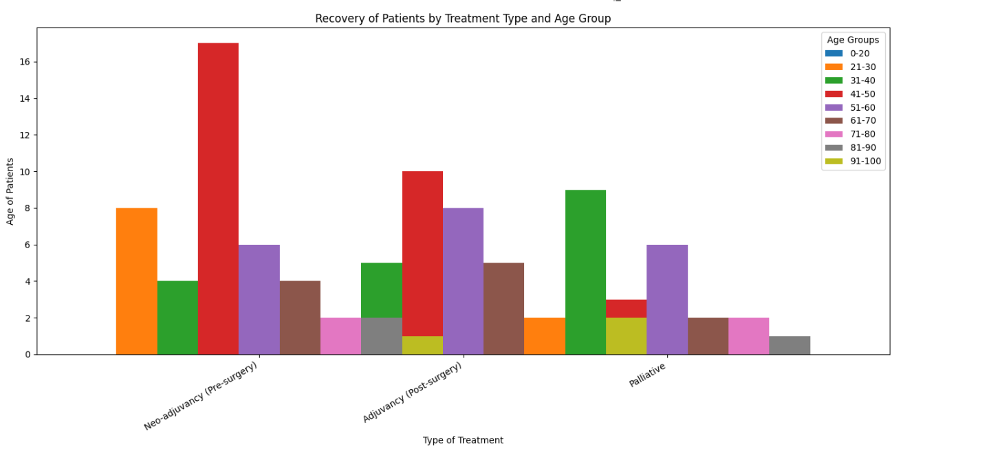 Recovery of Patients by Treatment Type and Age Group
Age Groups
0-20
21-30
31-40
41-50
51-60
61-70
71-80
81-90
91-100
Age of Patients
16
14
12
10
8
6
4
2
0
Neo-adjuvancy (Pre-surgery)
Adjuvancy (Post-surgery)
Palliative
Type of Treatment